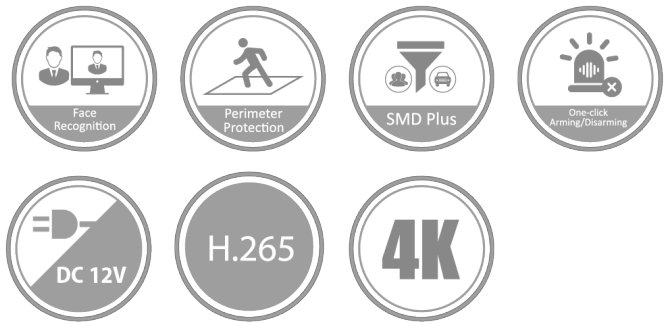 Face
Recognition
Perimeter
Protection
SMD Plus
One-click
Arming/Disarming
DC 12V
H.265
4K